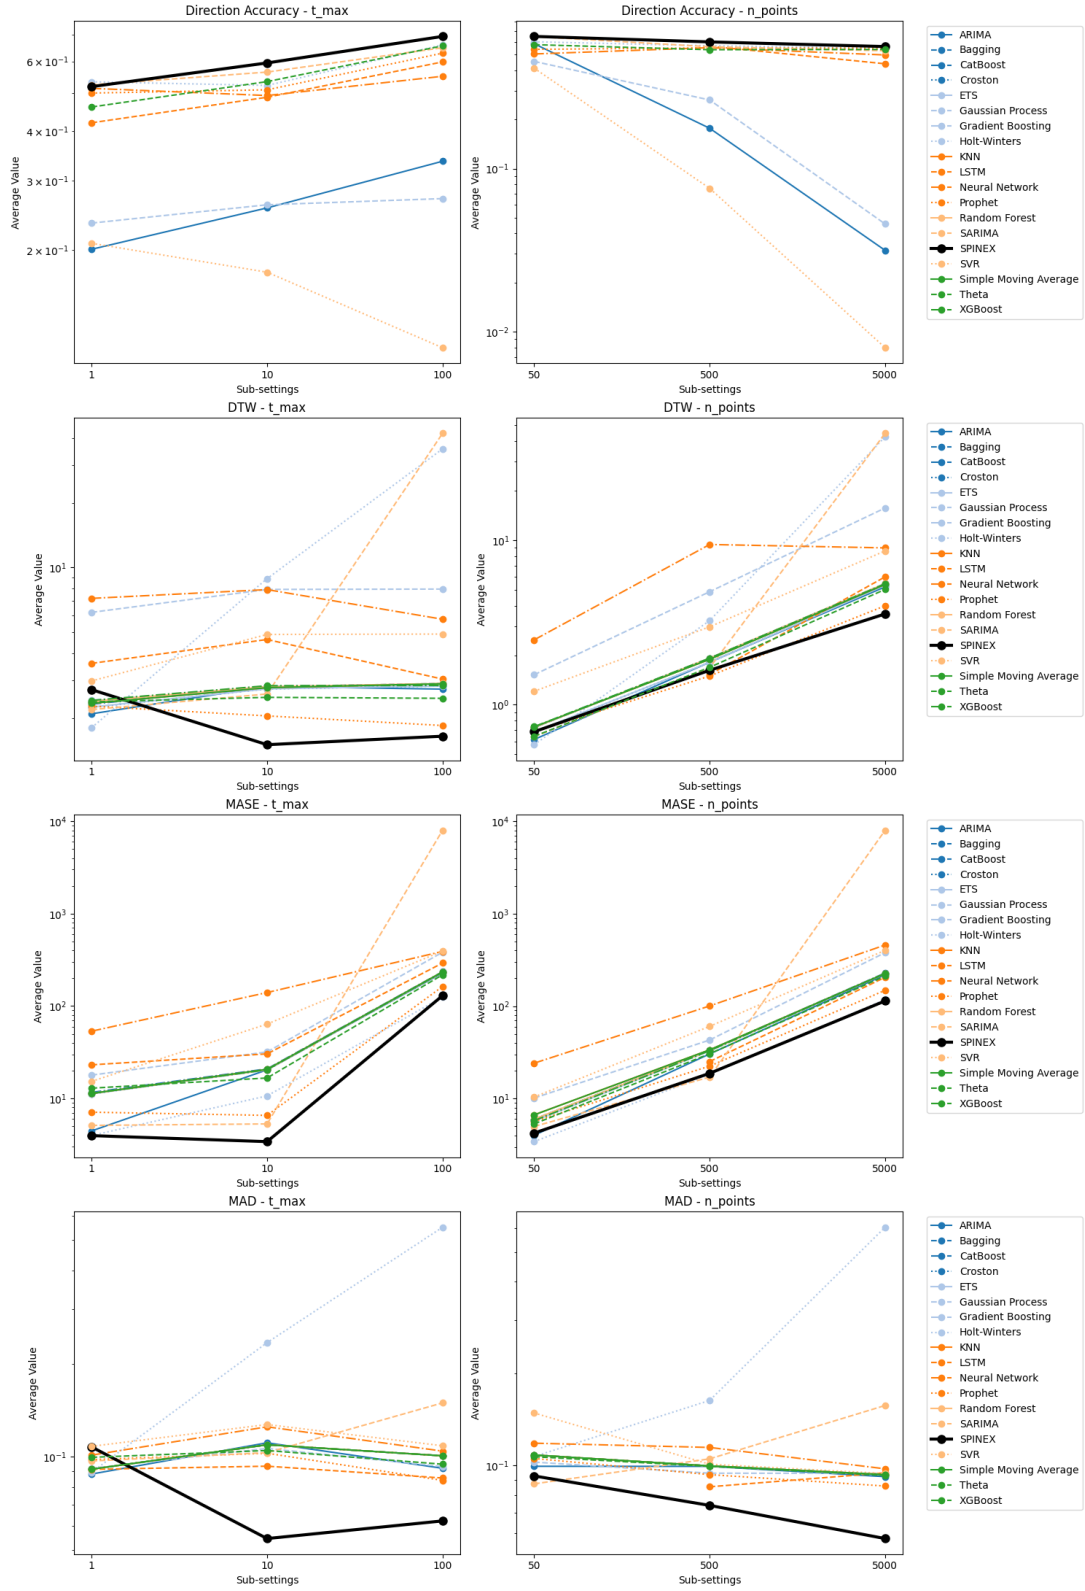 Direction Accuracy - t_max
Average Value
6 × 10⁻¹
4 × 10⁻¹
3 × 10⁻¹
2 × 10⁻¹
1
10
100
Sub-settings
Direction Accuracy - n_points
Average Value
10⁻¹
10⁻²
50
500
5000
Sub-settings
ARIMA
Bagging
CatBoost
Croston
ETS
Gaussian Process
Gradient Boosting
Holt-Winters
KNN
LSTM
Neural Network
Prophet
Random Forest
SARIMA
SPINEX
SVR
Simple Moving Average
Theta
XGBoost
DTW - t_max
Average Value
10¹
1
10
100
Sub-settings
DTW - n_points
Average Value
10¹
10⁰
50
500
5000
Sub-settings
ARIMA
Bagging
CatBoost
Croston
ETS
Gaussian Process
Gradient Boosting
Holt-Winters
KNN
LSTM
Neural Network
Prophet
Random Forest
SARIMA
SPINEX
SVR
Simple Moving Average
Theta
XGBoost
MASE - t_max
Average Value
10⁴
10³
10²
10¹
1
10
100
Sub-settings
MASE - n_points
Average Value
10⁴
10³
10²
10¹
50
500
5000
Sub-settings
ARIMA
Bagging
CatBoost
Croston
ETS
Gaussian Process
Gradient Boosting
Holt-Winters
KNN
LSTM
Neural Network
Prophet
Random Forest
SARIMA
SPINEX
SVR
Simple Moving Average
Theta
XGBoost
MAD - t_max
Average Value
10⁻¹
1
10
100
Sub-settings
MAD - n_points
Average Value
10⁻¹
50
500
5000
Sub-settings
ARIMA
Bagging
CatBoost
Croston
ETS
Gaussian Process
Gradient Boosting
Holt-Winters
KNN
LSTM
Neural Network
Prophet
Random Forest
SARIMA
SPINEX
SVR
Simple Moving Average
Theta
XGBoost